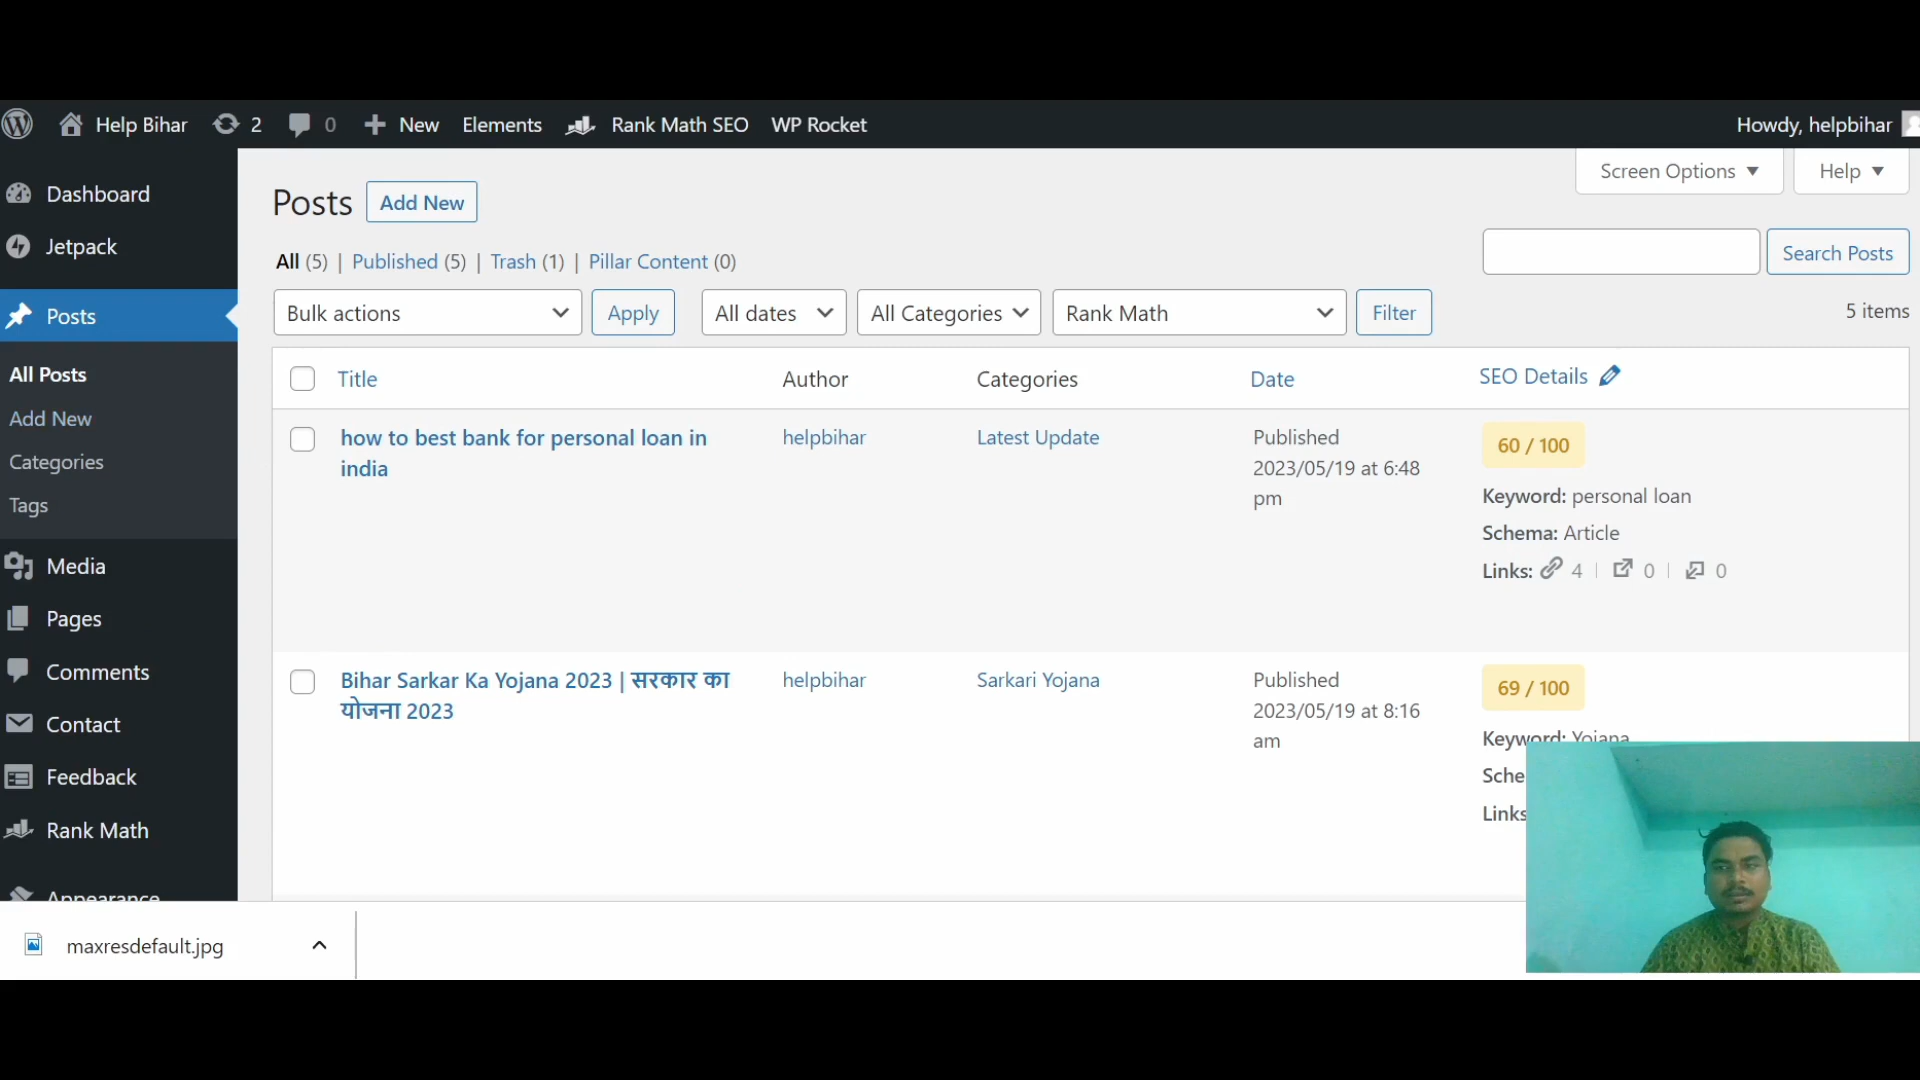 Help Bihar 2 0 New Elements Rank Math SEO WP Rocket Howdy, helpbihar
Screen Options Help
Dashboard
Jetpack
Posts
All Posts
Add New
Categories
Tags
Media
Pages
Comments
Contact
Feedback
Rank Math
Appearance
Posts Add New
All (5) | Published (5) | Trash (1) | Pillar Content (0)
Search Posts
Bulk actions Apply All dates All Categories Rank Math Filter 5 items
Title Author Categories Date SEO Details
how to best bank for personal loan in
india
helpbihar
Latest Update
Published
2023/05/19 at 6:48
pm
60 / 100
Keyword: personal loan
Schema: Article
Links: 4 | 0 | 0
Bihar Sarkar Ka Yojana 2023 | सरकार का
योजना 2023
helpbihar
Sarkari Yojana
Published
2023/05/19 at 8:16
am
69 / 100
Keyword: Yojana
Sche
Links
maxresdefault.jpg